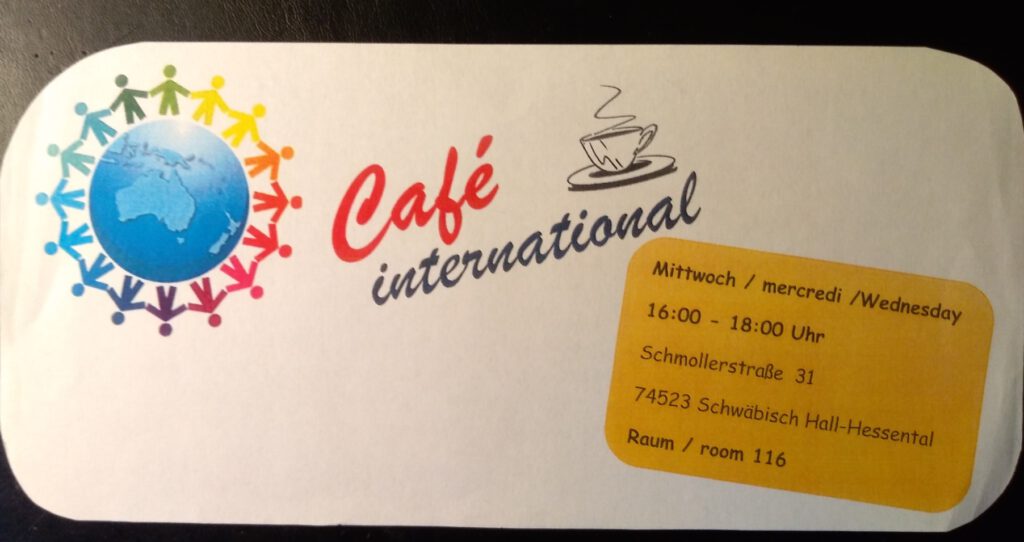 Café
international
Mittwoch / mercredi /Wednesday
16:00 - 18:00 Uhr
Schmollerstraße 31
74523 Schwäbisch Hall-Hessental
Raum / room 116